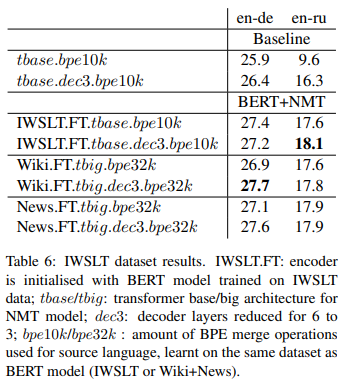 en-de en-ru
Baseline
tbase.bpe10k 25.9 9.6
tbase.dec3.bpe10k 26.4 16.3
BERT+NMT
IWSLT.FT.tbase.bpe10k 27.4 17.6
IWSLT.FT.tbase.dec3.bpe10k 27.2 18.1
Wiki.FT.tbig.bpe32k 26.9 17.6
Wiki.FT.tbig.dec3.bpe32k 27.7 17.8
News.FT.tbig.bpe32k 27.1 17.9
News.FT.tbig.dec3.bpe32k 27.6 17.9
Table 6: IWSLT dataset results. IWSLT.FT: encoder
is initialised with BERT model trained on IWSLT
data; tbase/tbig: transformer base/big architecture for
NMT model; dec3: decoder layers reduced for 6 to
3; bpe10k/bpe32k : amount of BPE merge operations
used for source language, learnt on the same dataset as
BERT model (IWSLT or Wiki+News).